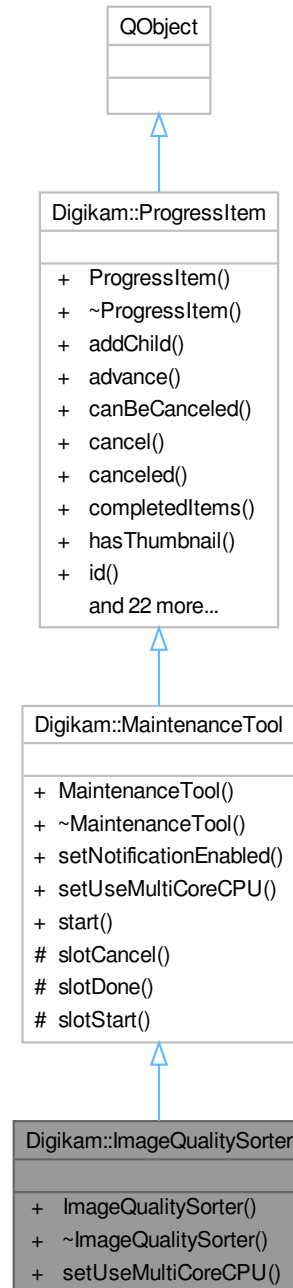 QObject
Digikam::ProgressItem
+ ProgressItem()
+ ~ProgressItem()
+ addChild()
+ advance()
+ canBeCanceled()
+ cancel()
+ canceled()
+ completedItems()
+ hasThumbnail()
+ id()
and 22 more...
Digikam::MaintenanceTool
+ MaintenanceTool()
+ ~MaintenanceTool()
+ setNotificationEnabled()
+ setUseMultiCoreCPU()
+ start()
# slotCancel()
# slotDone()
# slotStart()
Digikam::ImageQualitySorter
+ ImageQualitySorter()
+ ~ImageQualitySorter()
+ setUseMultiCoreCPU()